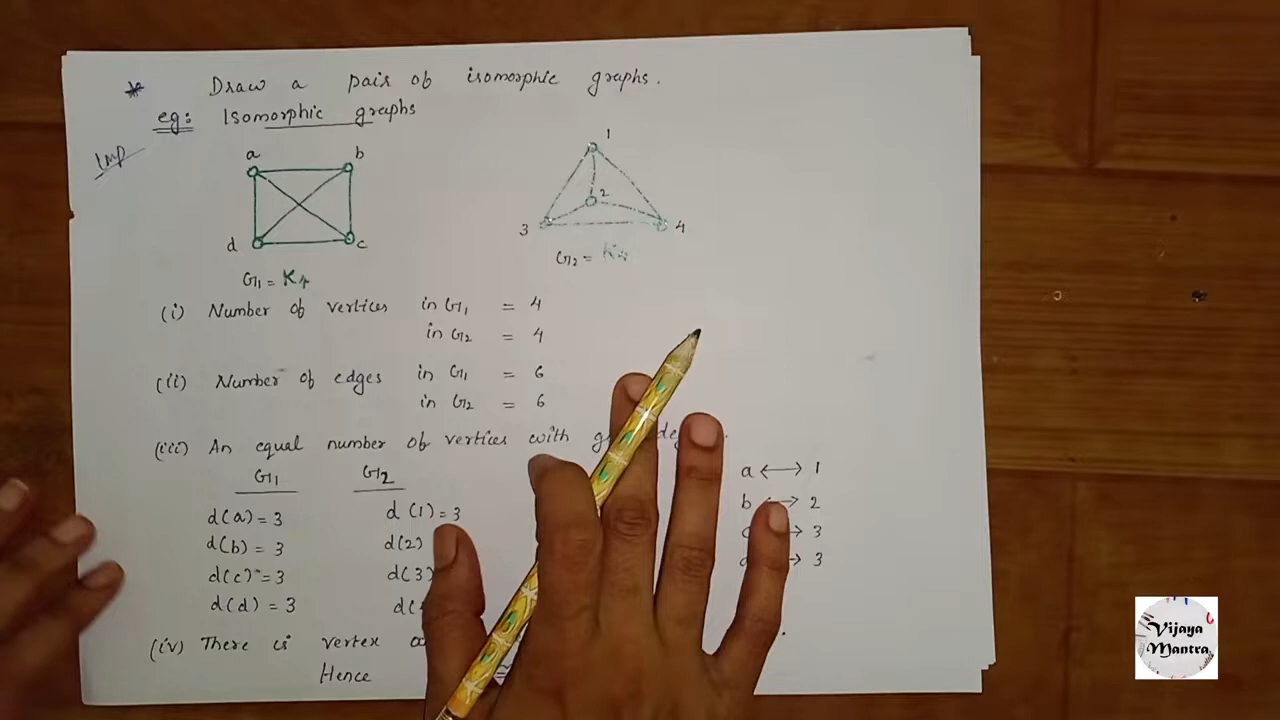 * Draw a pair of isomorphic graphs.
eg: Isomorphic graphs
Imp
a b
d c
G1 = K4
1
2
3 4
G2 = K4
(i) Number of vertices in G1 = 4
in G2 = 4
(ii) Number of edges in G1 = 6
in G2 = 6
(iii) An equal number of vertices with
G1 G2
d(a) = 3 d(1) = 3
d(b) = 3 d(2)
d(c) = 3 d(3)
d(d) = 3
a ↔ 1
b ↔ 2
→ 3
→ 3
(iv) There is vertex
Hence
Vijaya
Mantra